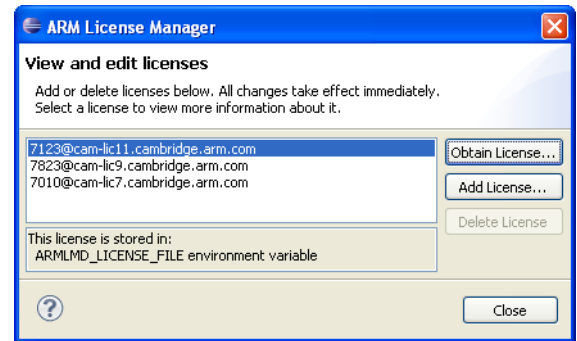 ARM License Manager
View and edit licenses
Add or delete licenses below. All changes take effect immediately.
Select a license to view more information about it.
7123@cam-lic11.cambridge.arm.com
7823@cam-lic9.cambridge.arm.com
7010@cam-lic7.cambridge.arm.com
Obtain License...
Add License...
Delete License
This license is stored in:
ARMLMD_LICENSE_FILE environment variable
?
Close